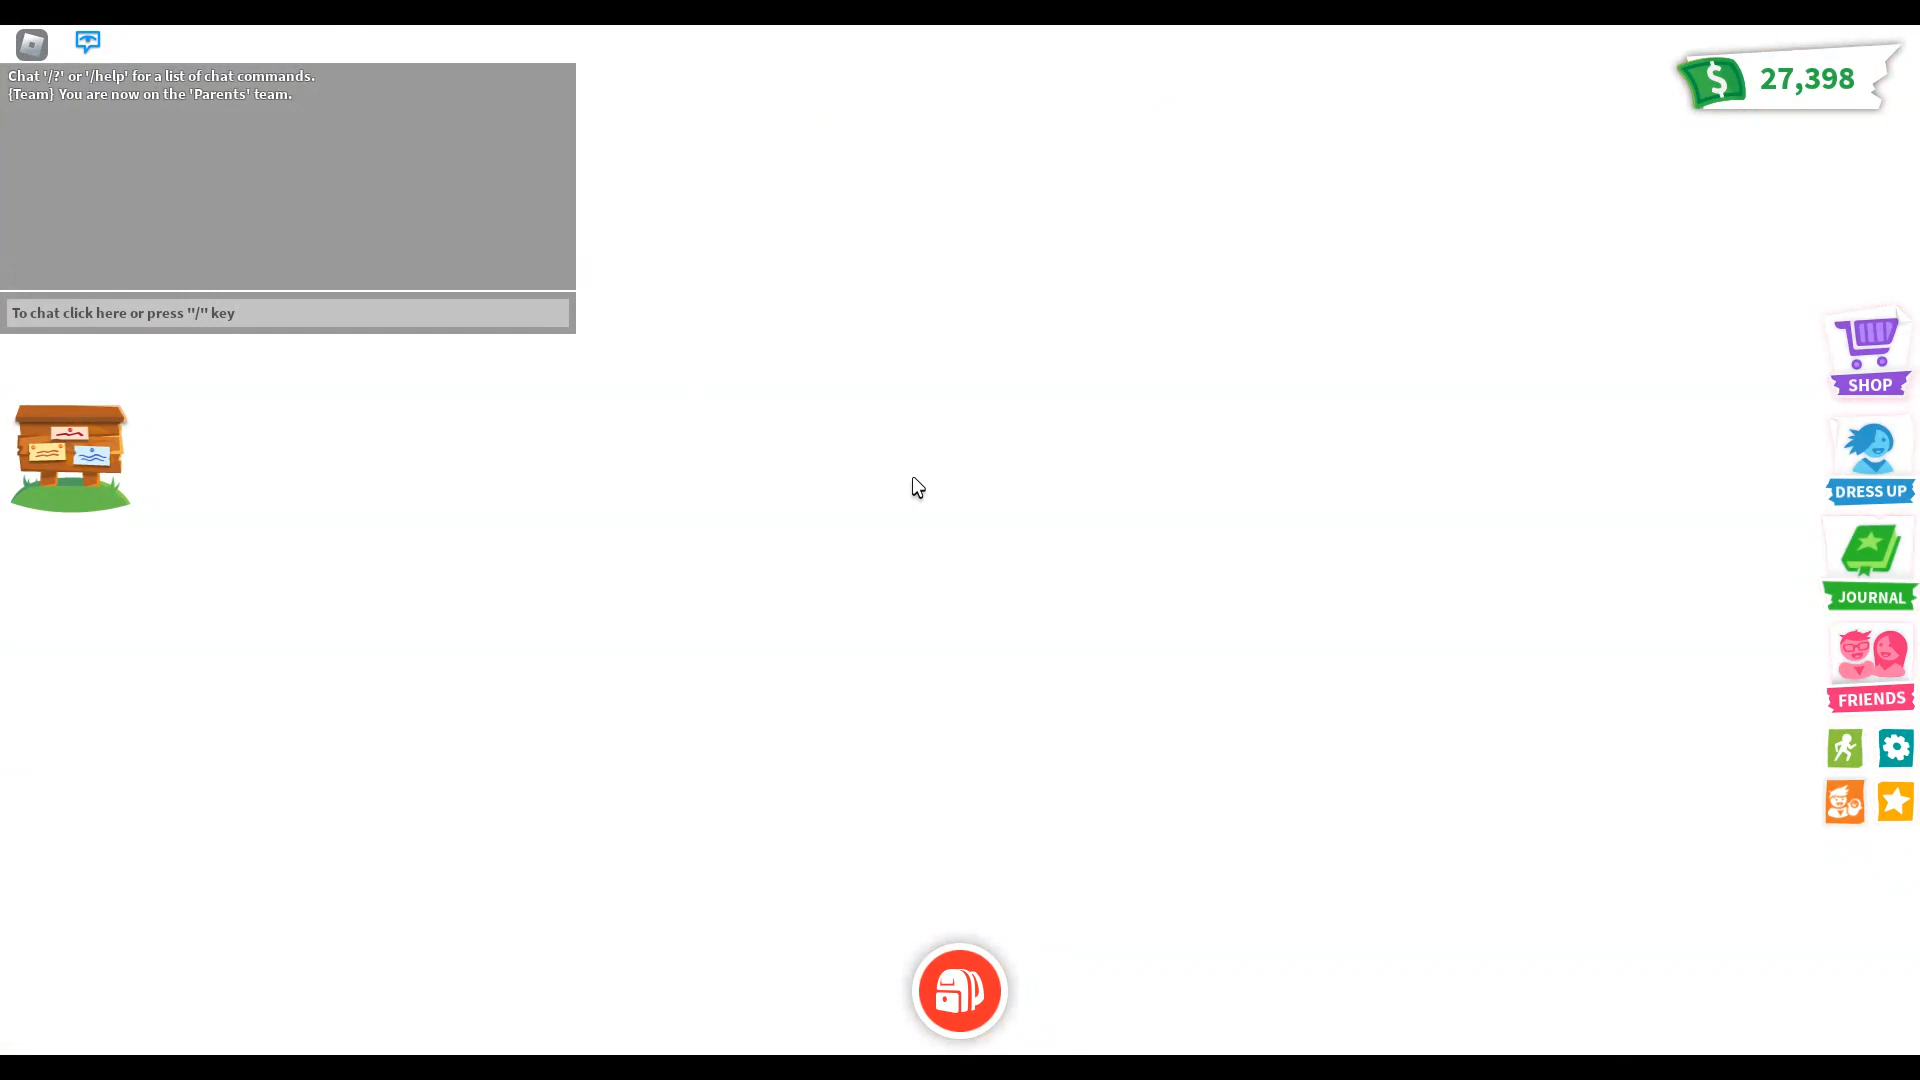 Chat '/?' or '/help' for a list of chat commands.
{Team} You are now on the 'Parents' team.
27,398
To chat click here or press "/" key
SHOP
DRESS UP
JOURNAL
FRIENDS